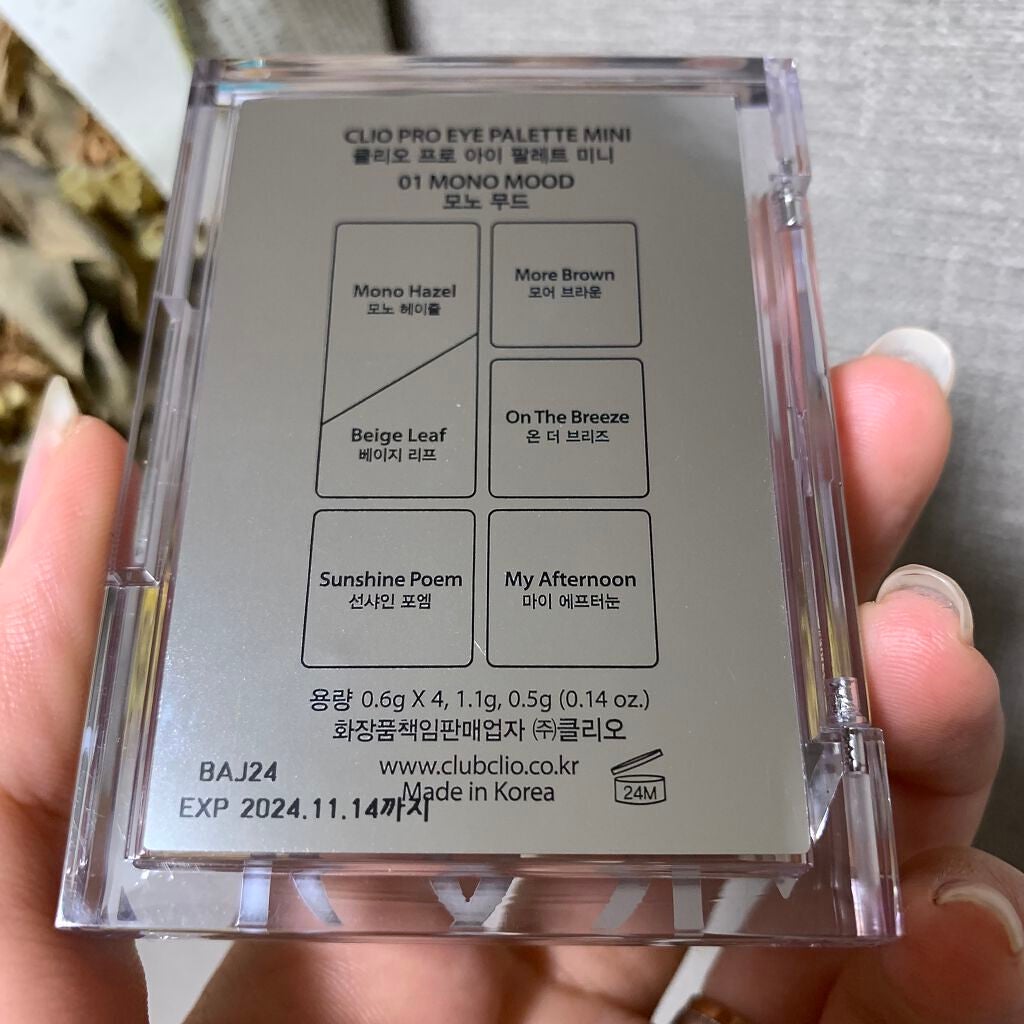 CLIO PRO EYE PALETTE MINI
클리오 프로 아이 팔레트 미니
01 MONO MOOD
모노 무드
Mono Hazel
모노 헤이즐
Beige Leaf
베이지 리프
More Brown
모어 브라운
On The Breeze
온 더 브리즈
Sunshine Poem
선샤인 포엠
My Afternoon
마이 에프터눈
용량 0.6g X 4, 1.1g, 0.5g (0.14 oz.)
화장품책임판매업자 ㈜클리오
www.clubclio.co.kr
Made in Korea
24M
BAJ24
EXP 2024.11.14까지